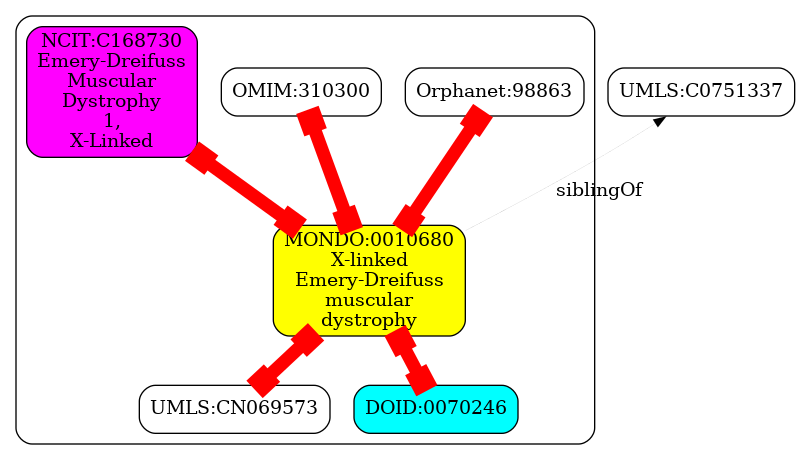 NCIT:C168730
Emery-Dreifuss
Muscular
Dystrophy
1,
X-Linked
OMIM:310300
Orphanet:98863
UMLS:C0751337
siblingOf
MONDO:0010680
X-linked
Emery-Dreifuss
muscular
dystrophy
UMLS:CN069573
DOID:0070246